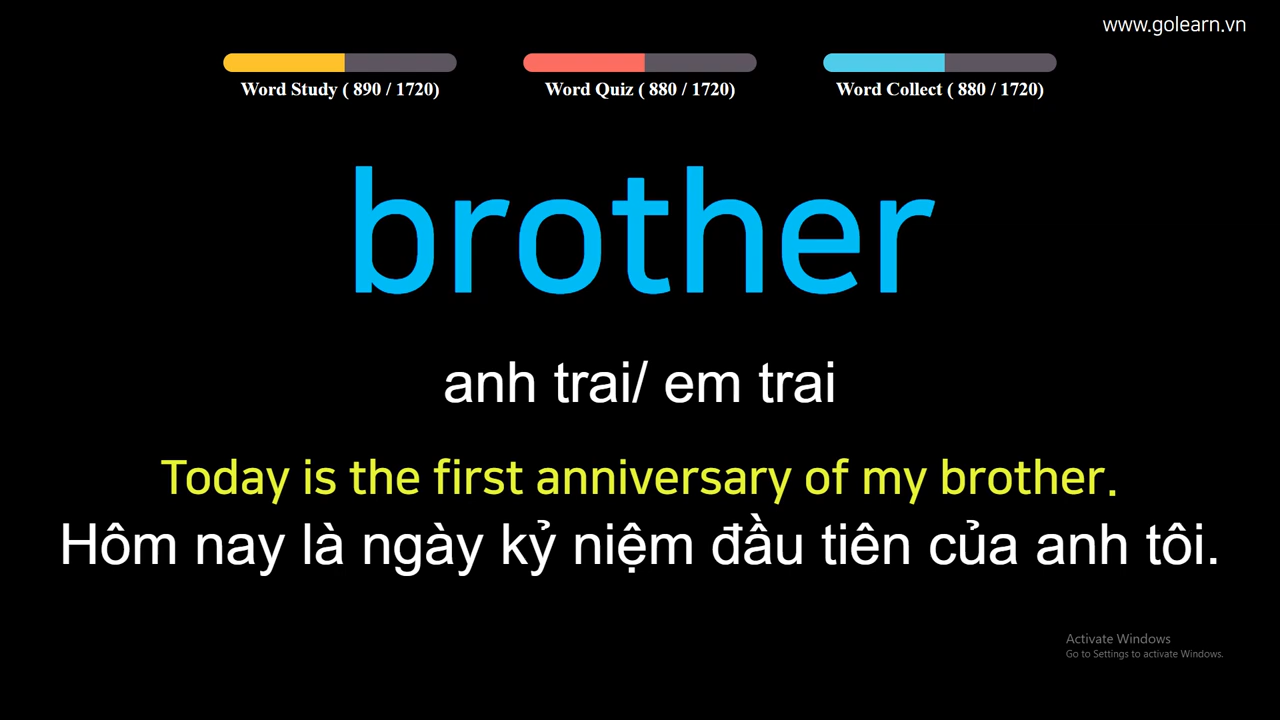 www.golearn.vn
Word Study ( 890 / 1720)
Word Quiz ( 880 / 1720)
Word Collect ( 880 / 1720)
brother
anh trai/ em trai
Today is the first anniversary of my brother.
Hôm nay là ngày kỷ niệm đầu tiên của anh tôi.
Activate Windows
Go to Settings to activate Windows.